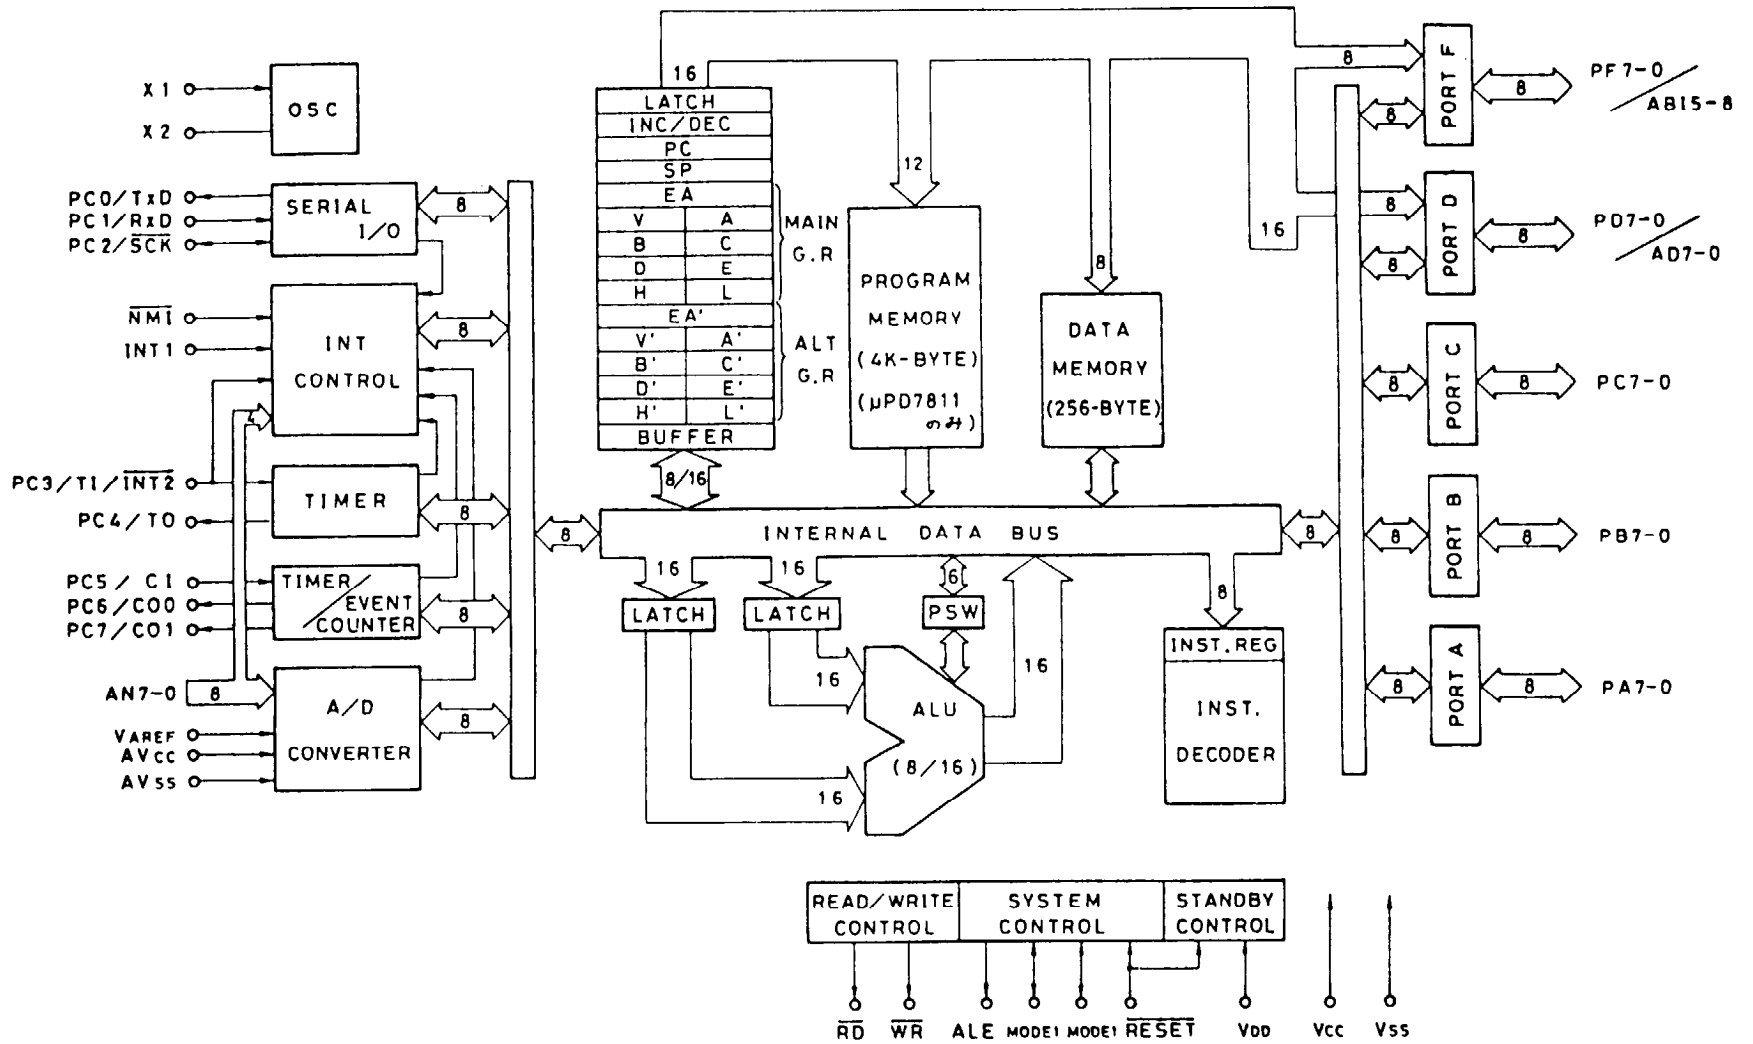 X1
X2
OSC
PC0/TxD
PC1/RxD
PC2/SCK
SERIAL
I/O
8
NMI
INT1
INT
CONTROL
8
PC3/TI/INT2
PC4/TO
TIMER
8
PC5/ CI
PC6/CO0
PC7/CO1
TIMER
/EVENT
COUNTER
8
AN7-0
8
VAREF
AVCC
AVSS
A/D
CONVERTER
8
8
16
LATCH
INC/DEC
PC
SP
EA
V A
B C
D E
H L
MAIN
G.R
EA'
V' A'
B' C'
D' E'
H' L'
ALT
G.R
BUFFER
8/16
12
PROGRAM
MEMORY
(4K-BYTE)
(μPD7811
のみ)
8
DATA
MEMORY
(256-BYTE)
16
INTERNAL DATA BUS
8
16
LATCH
16
LATCH
6
PSW
16
16
16
ALU
(8/16)
8
INST.REG
INST.
DECODER
8
8
PORT F
8
PF7-0
/AB15-8
8
8
PORT D
8
PD7-0
/AD7-0
8
PORT C
8
PC7-0
8
PORT B
8
PB7-0
8
PORT A
8
PA7-0
READ/WRITE
CONTROL
SYSTEM
CONTROL
STANDBY
CONTROL
RD
WR
ALE
MODE1
MODE1
RESET
VDD
VCC
VSS